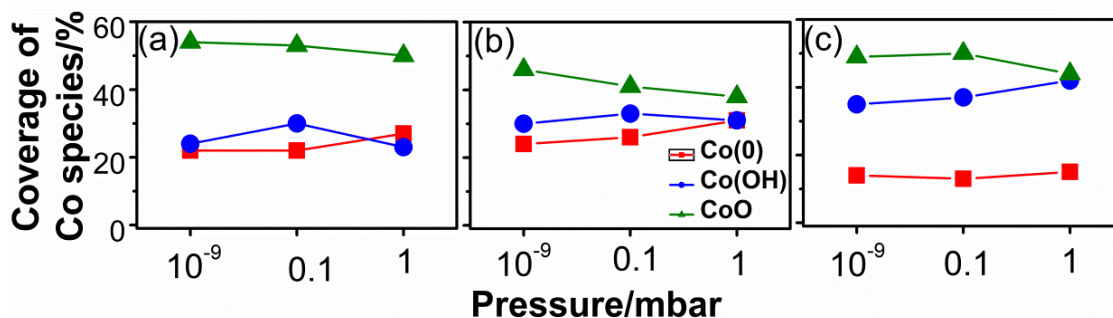 Coverage of
Co species/%
60
40
20
0
(a)
(b)
(c)
Co(0)
Co(OH)
CoO
10-9 0.1 1
10-9 0.1 1
10-9 0.1 1
Pressure/mbar